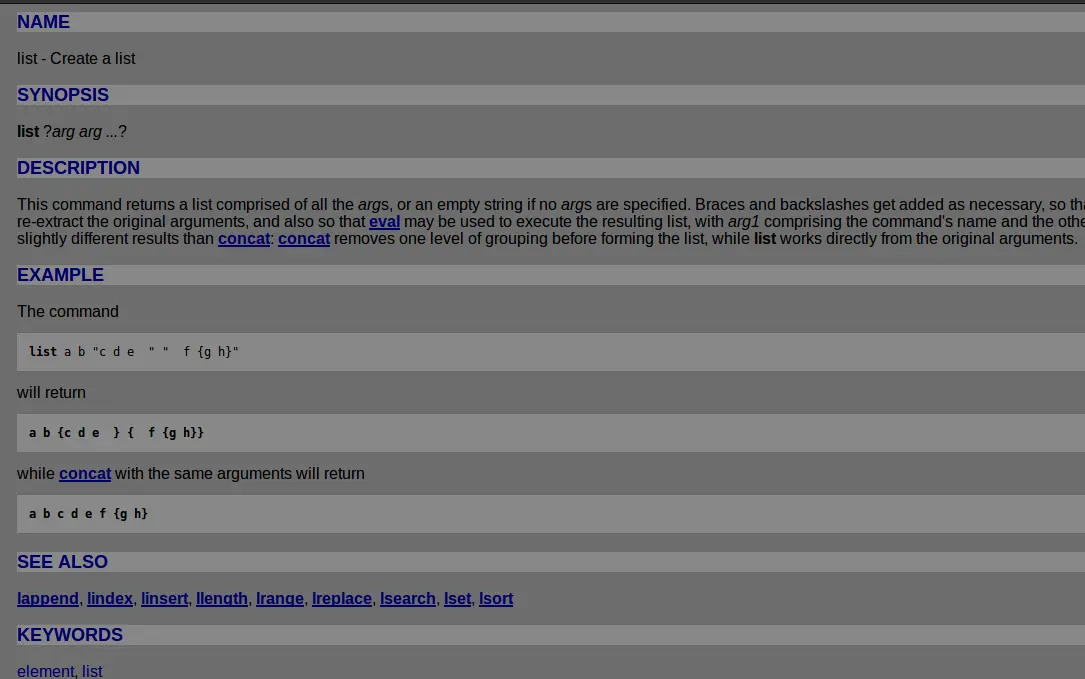 NAME
list - Create a list
SYNOPSIS
list ?arg arg ...?
DESCRIPTION
This command returns a list comprised of all the args, or an empty string if no args are specified. Braces and backslashes get added as necessary, so
re-extract the original arguments, and also so that eval may be used to execute the resulting list, with arg1 comprising the command's name and the
slightly different results than concat: concat removes one level of grouping before forming the list, while list works directly from the original arguments.
EXAMPLE
The command
list a b "c d e  " "  f {g h}"
will return
a b {c d e  } {  f {g h}}
while concat with the same arguments will return
a b c d e f {g h}
SEE ALSO
lappend, lindex, linsert, llength, lrange, lreplace, lsearch, lset, lsort
KEYWORDS
element, list